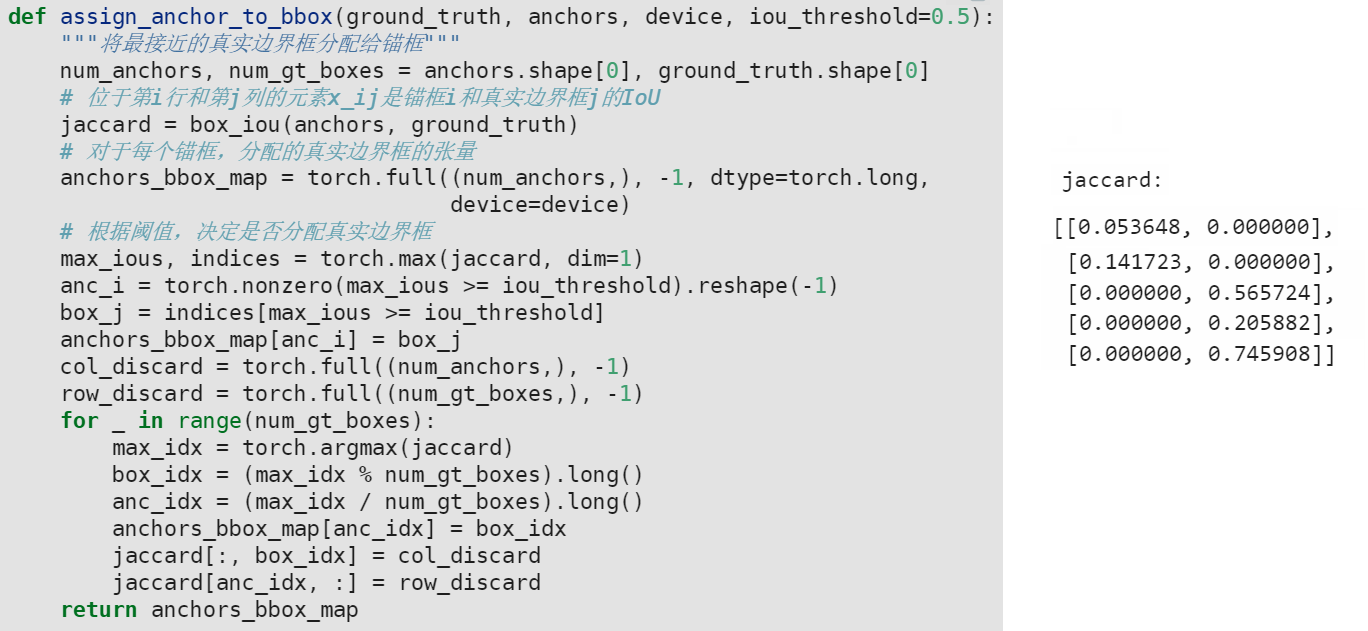 def assign_anchor_to_bbox(ground_truth, anchors, device, iou_threshold=0.5):
    """将最接近的真实边界框分配给锚框"""
    num_anchors, num_gt_boxes = anchors.shape[0], ground_truth.shape[0]
    # 位于第i行和第j列的元素x_ij是锚框i和真实边界框j的IoU
    jaccard = box_iou(anchors, ground_truth)
    # 对于每个锚框，分配的真实边界框的张量
    anchors_bbox_map = torch.full((num_anchors,), -1, dtype=torch.long,
                                  device=device)
    # 根据阈值，决定是否分配真实边界框
    max_ious, indices = torch.max(jaccard, dim=1)
    anc_i = torch.nonzero(max_ious >= iou_threshold).reshape(-1)
    box_j = indices[max_ious >= iou_threshold]
    anchors_bbox_map[anc_i] = box_j
    col_discard = torch.full((num_anchors,), -1)
    row_discard = torch.full((num_gt_boxes,), -1)
    for _ in range(num_gt_boxes):
        max_idx = torch.argmax(jaccard)
        box_idx = (max_idx % num_gt_boxes).long()
        anc_idx = (max_idx / num_gt_boxes).long()
        anchors_bbox_map[anc_idx] = box_idx
        jaccard[:, box_idx] = col_discard
        jaccard[anc_idx, :] = row_discard
    return anchors_bbox_map
jaccard:
[[0.053648, 0.000000],
 [0.141723, 0.000000],
 [0.000000, 0.565724],
 [0.000000, 0.205882],
 [0.000000, 0.745908]]